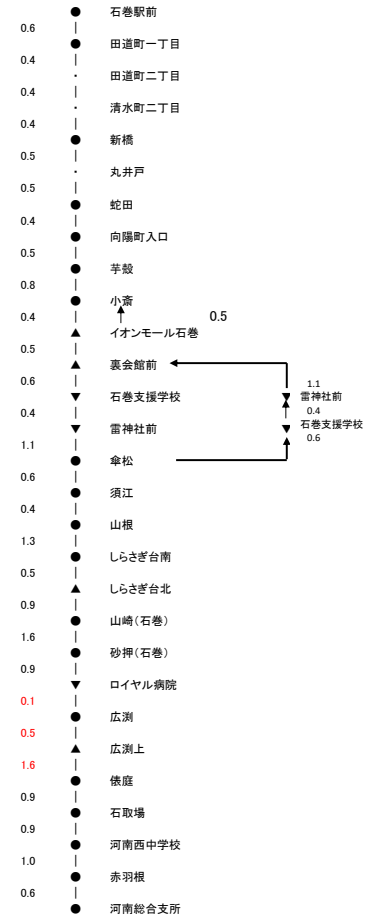 石巻駅前
0.6
田道町一丁目
0.4
田道町二丁目
0.4
清水町二丁目
0.4
新橋
0.5
丸井戸
0.5
蛇田
0.4
向陽町入口
0.5
芋殻
0.8
小斎
0.4 0.5
イオンモール石巻
0.5
裏会館前
0.6 1.1
石巻支援学校 雷神社前
0.4 0.4
雷神社前 石巻支援学校
1.1 0.6
傘松
0.6
須江
0.4
山根
1.3
しらさぎ台南
0.5
しらさぎ台北
0.9
山崎(石巻)
1.6
砂押(石巻)
0.9
ロイヤル病院
0.1
広渕
0.5
広渕上
1.6
俵庭
0.9
石取場
0.9
河南西中学校
1.0
赤羽根
0.6
河南総合支所